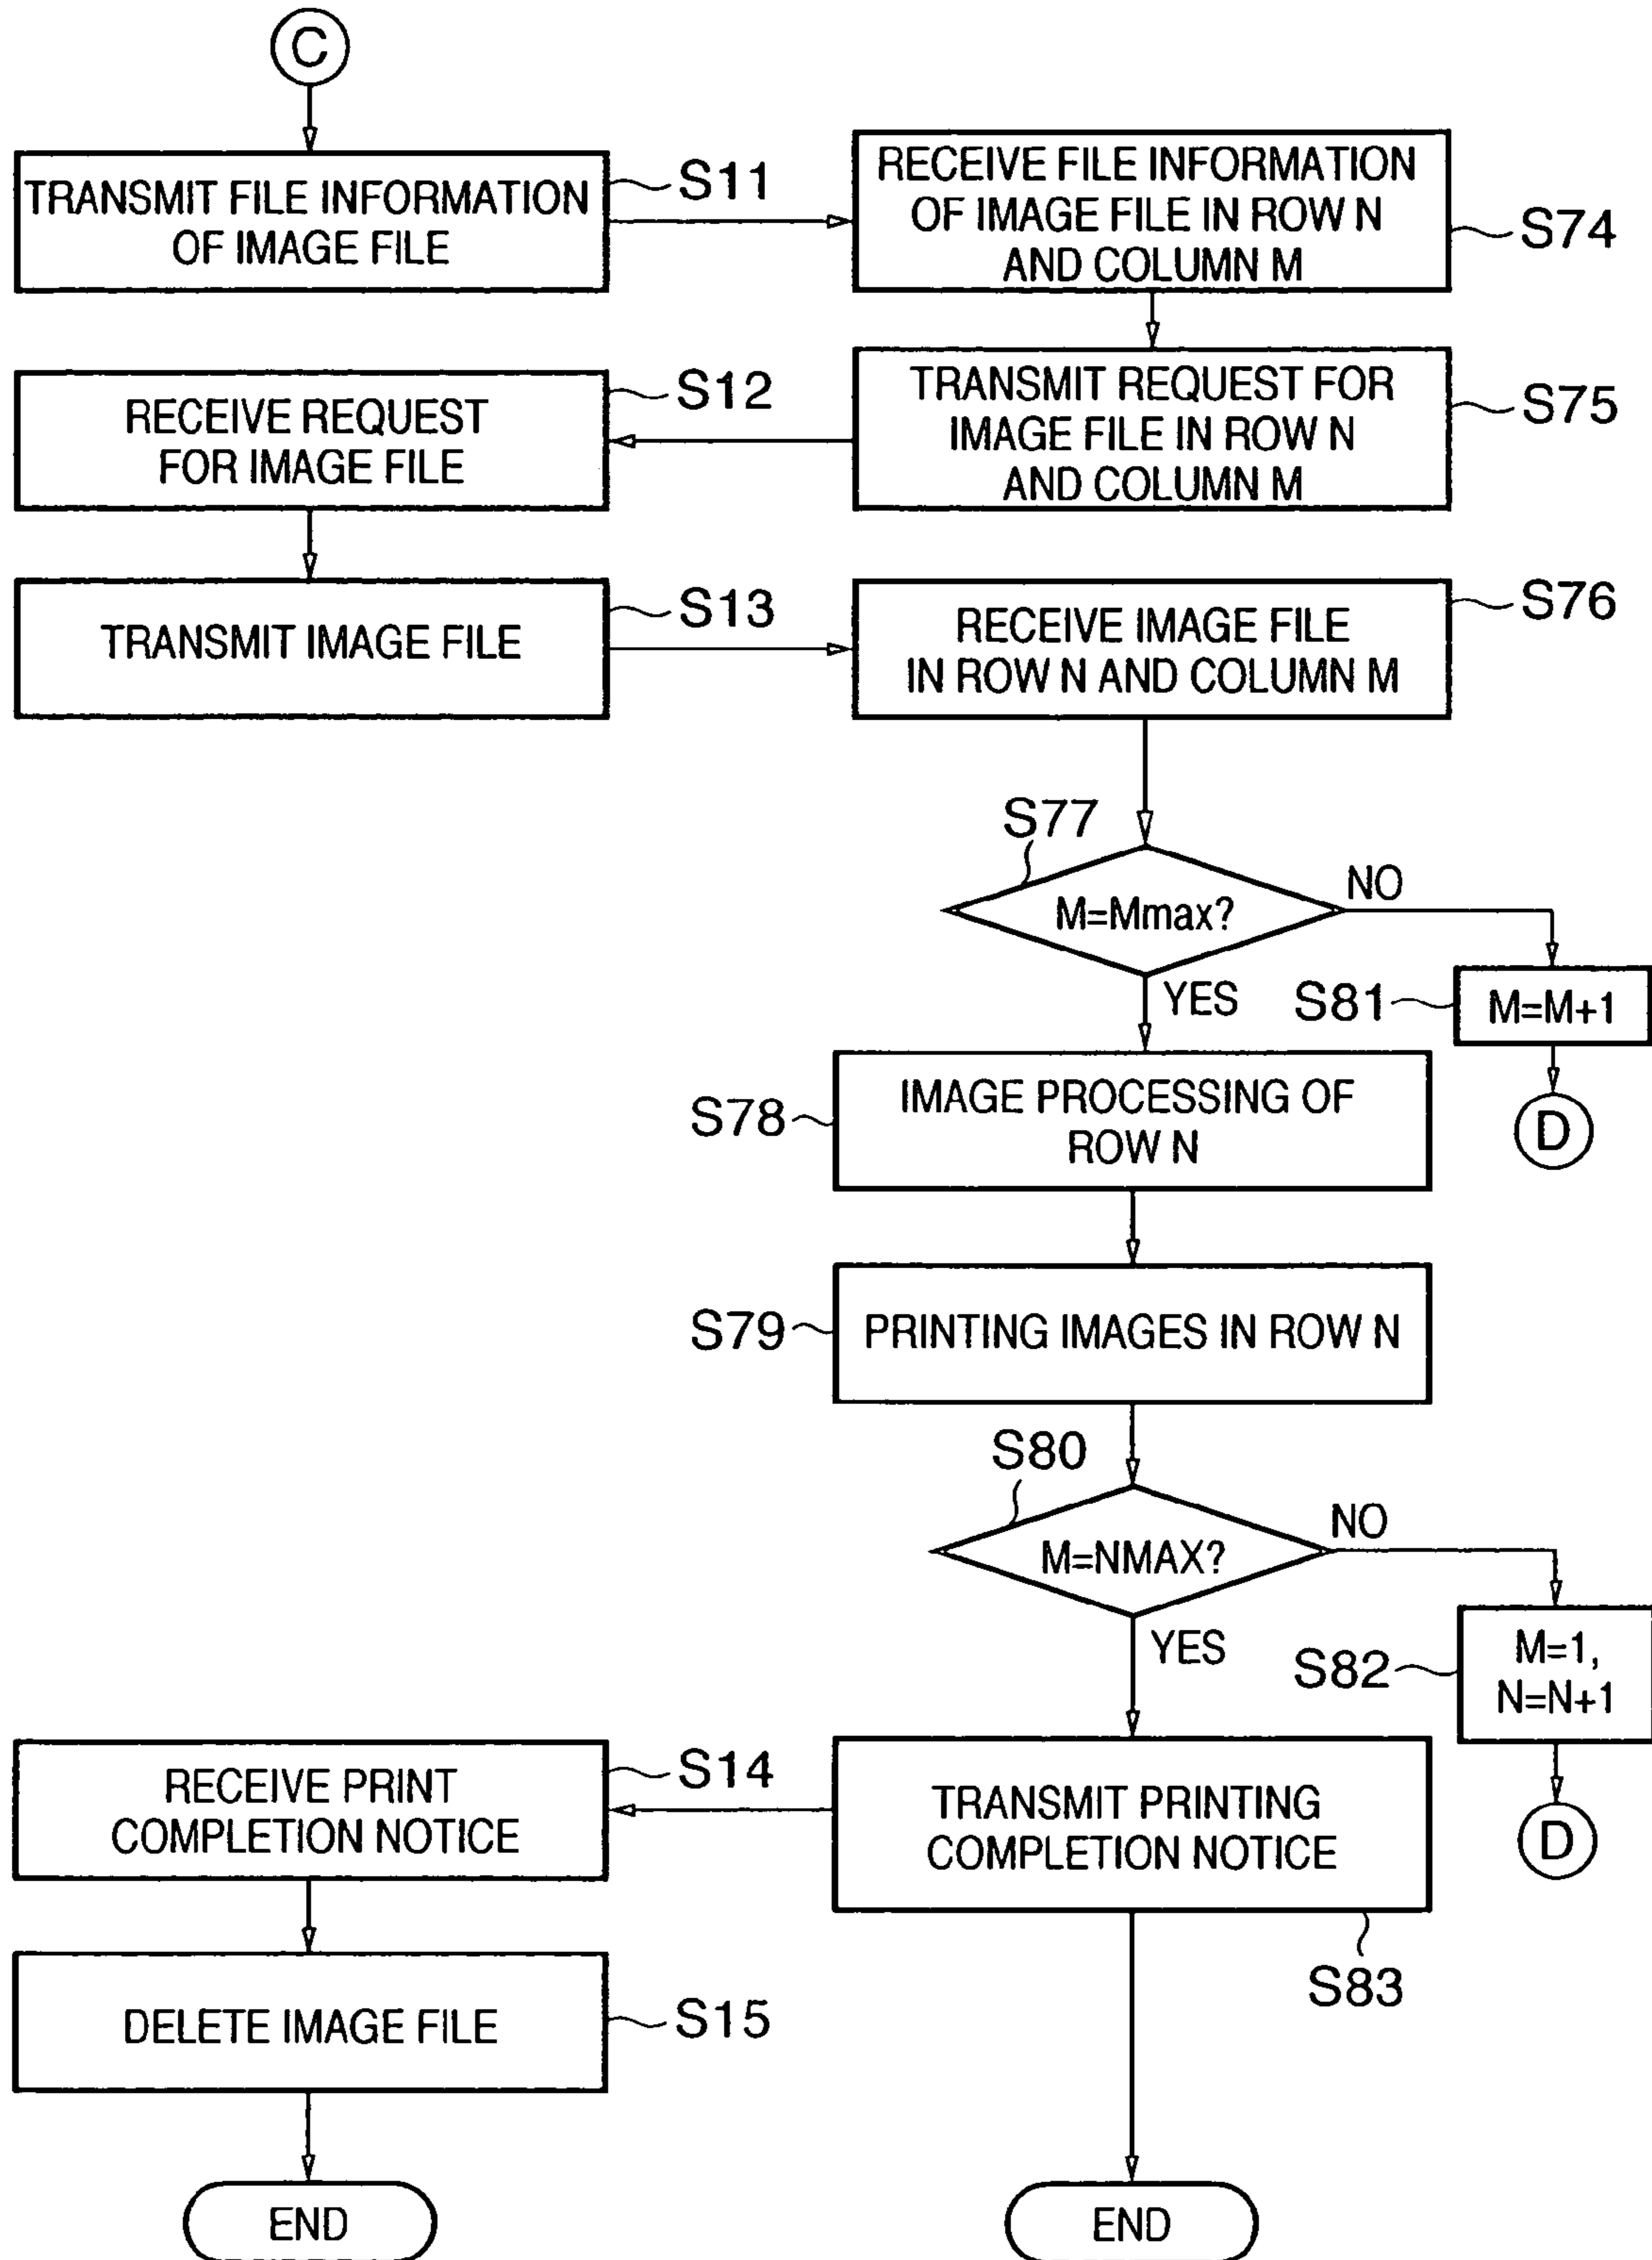 C
TRANSMIT FILE INFORMATION
OF IMAGE FILE
S11
RECEIVE FILE INFORMATION
OF IMAGE FILE IN ROW N
AND COLUMN M
S74
TRANSMIT REQUEST FOR
IMAGE FILE IN ROW N
AND COLUMN M
S75
RECEIVE REQUEST
FOR IMAGE FILE
S12
TRANSMIT IMAGE FILE
S13
RECEIVE IMAGE FILE
IN ROW N AND COLUMN M
S76
S77
M=Mmax?
NO
YES
S81
M=M+1
D
S78
IMAGE PROCESSING OF
ROW N
S79
PRINTING IMAGES IN ROW N
S80
M=NMAX?
NO
YES
S82
M=1,
N=N+1
D
RECEIVE PRINT
COMPLETION NOTICE
S14
TRANSMIT PRINTING
COMPLETION NOTICE
S83
DELETE IMAGE FILE
S15
END
END